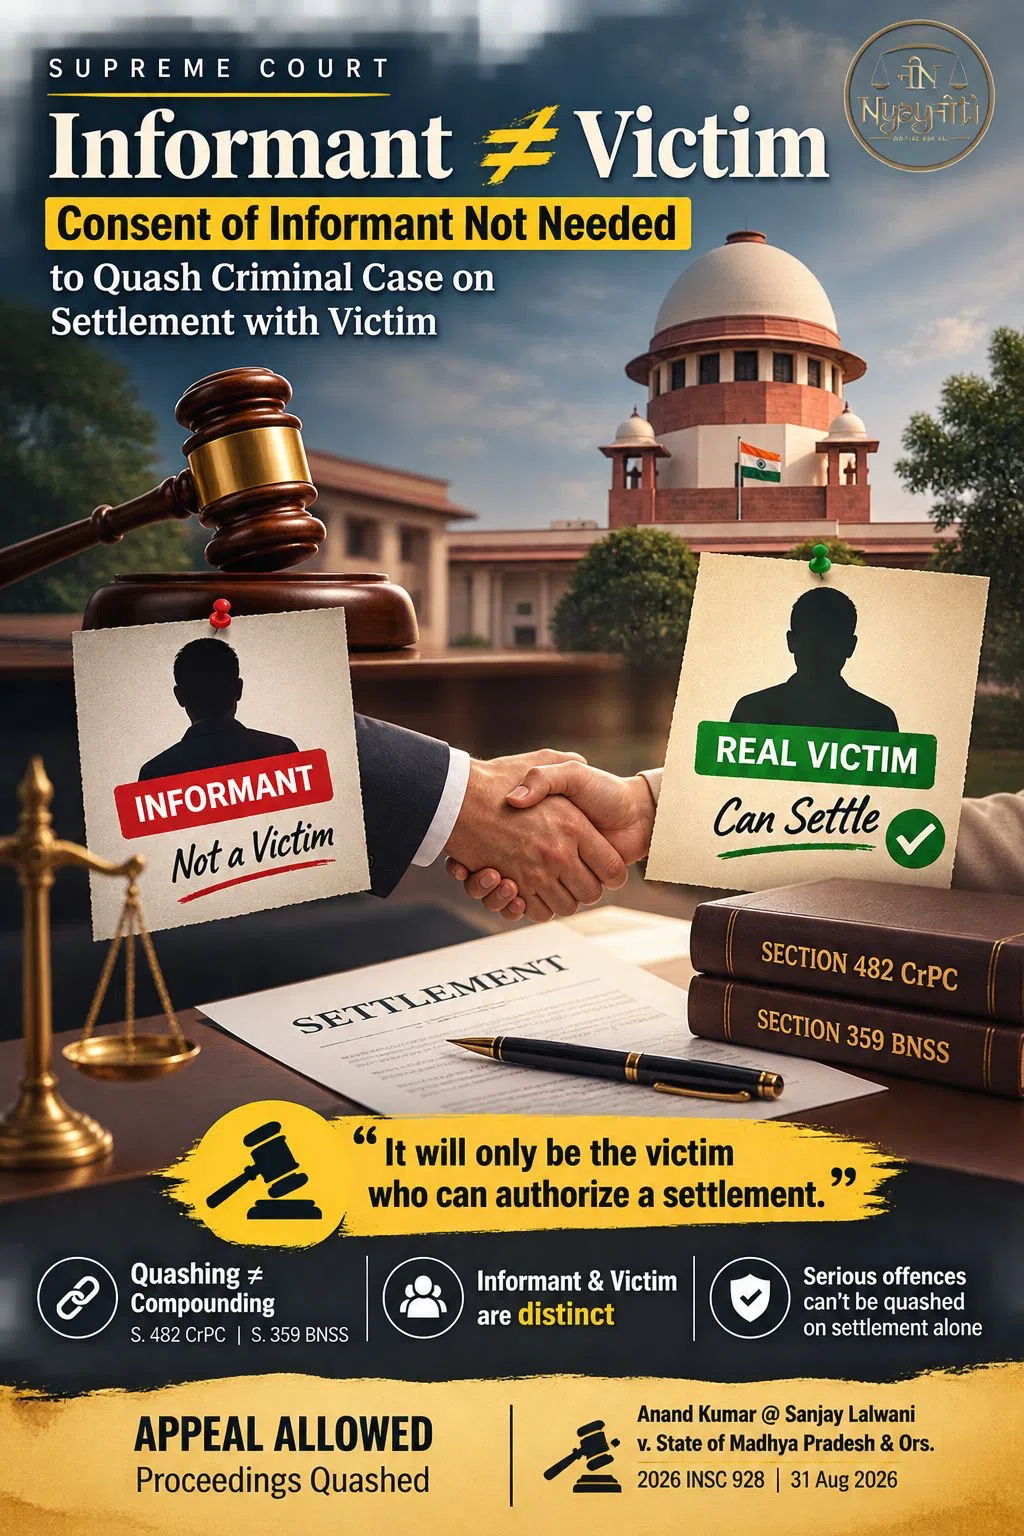 SUPREME COURT
Informant ≠ Victim
Consent of Informant Not Needed
to Quash Criminal Case on
Settlement with Victim
INFORMANT
Not a Victim
REAL VICTIM
Can Settle
SECTION 482 CrPC
SECTION 359 BNSS
SETTLEMENT
“It will only be the victim
who can authorize a settlement.”
Quashing ≠
Compounding
S. 482 CrPC | S. 359 BNSS
Informant & Victim
are distinct
Serious offences
can't be quashed
on settlement alone
APPEAL ALLOWED
Proceedings Quashed
Anand Kumar @ Sanjay Lalwani
v. State of Madhya Pradesh & Ors.
2026 INSC 928 | 31 Aug 2026